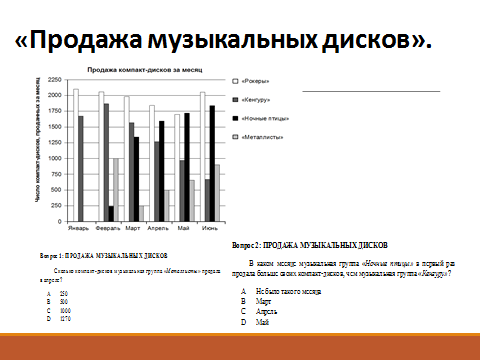 «Продажа музыкальных дисков».
Продажа компакт-дисков за месяц
Число компакт-дисков, проданных за месяц
2250
2000
1750
1500
1250
1000
750
500
250
0
Январь Февраль Март Апрель Май Июнь
«Рокеры»
«Кенгуру»
«Ночные птицы»
«Металлисты»
Вопрос 1: ПРОДАЖА МУЗЫКАЛЬНЫХ ДИСКОВ
Сколько компакт-дисков музыкальная группа «Металлисты» продала
в апреле?
A 250
B 500
C 1000
D 1270
Вопрос 2: ПРОДАЖА МУЗЫКАЛЬНЫХ ДИСКОВ
В каком месяце музыкальная группа «Ночные птицы» в первый раз
продала больше своих компакт-дисков, чем музыкальная группа «Кенгуру»?
A Не было такого месяца
B Март
C Апрель
D Май